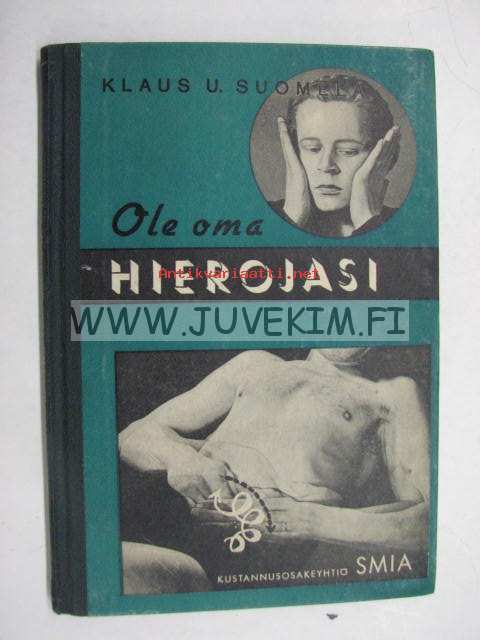 KLAUS U. SUOMELA
Ole oma
Antikvariaatti.net
HIEROJASI
WWW.JUVEKIM.FI
KUSTANNUSOSAKEYHTIÖ SMIA